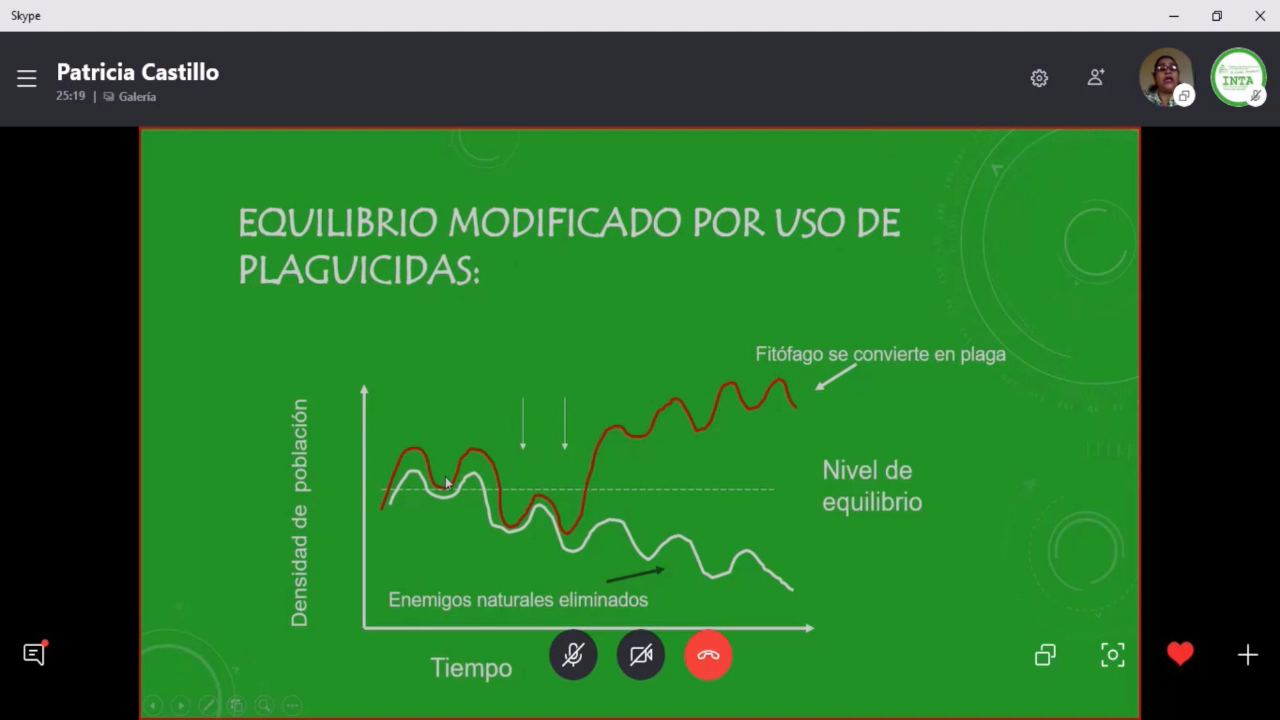 Skype
Patricia Castillo
25:19 | Galería
INTA
EQUILIBRIO MODIFICADO POR USO DE
PLAGUICIDAS:
Fitófago se convierte en plaga
Densidad de población
Nivel de
equilibrio
Enemigos naturales eliminados
Tiempo